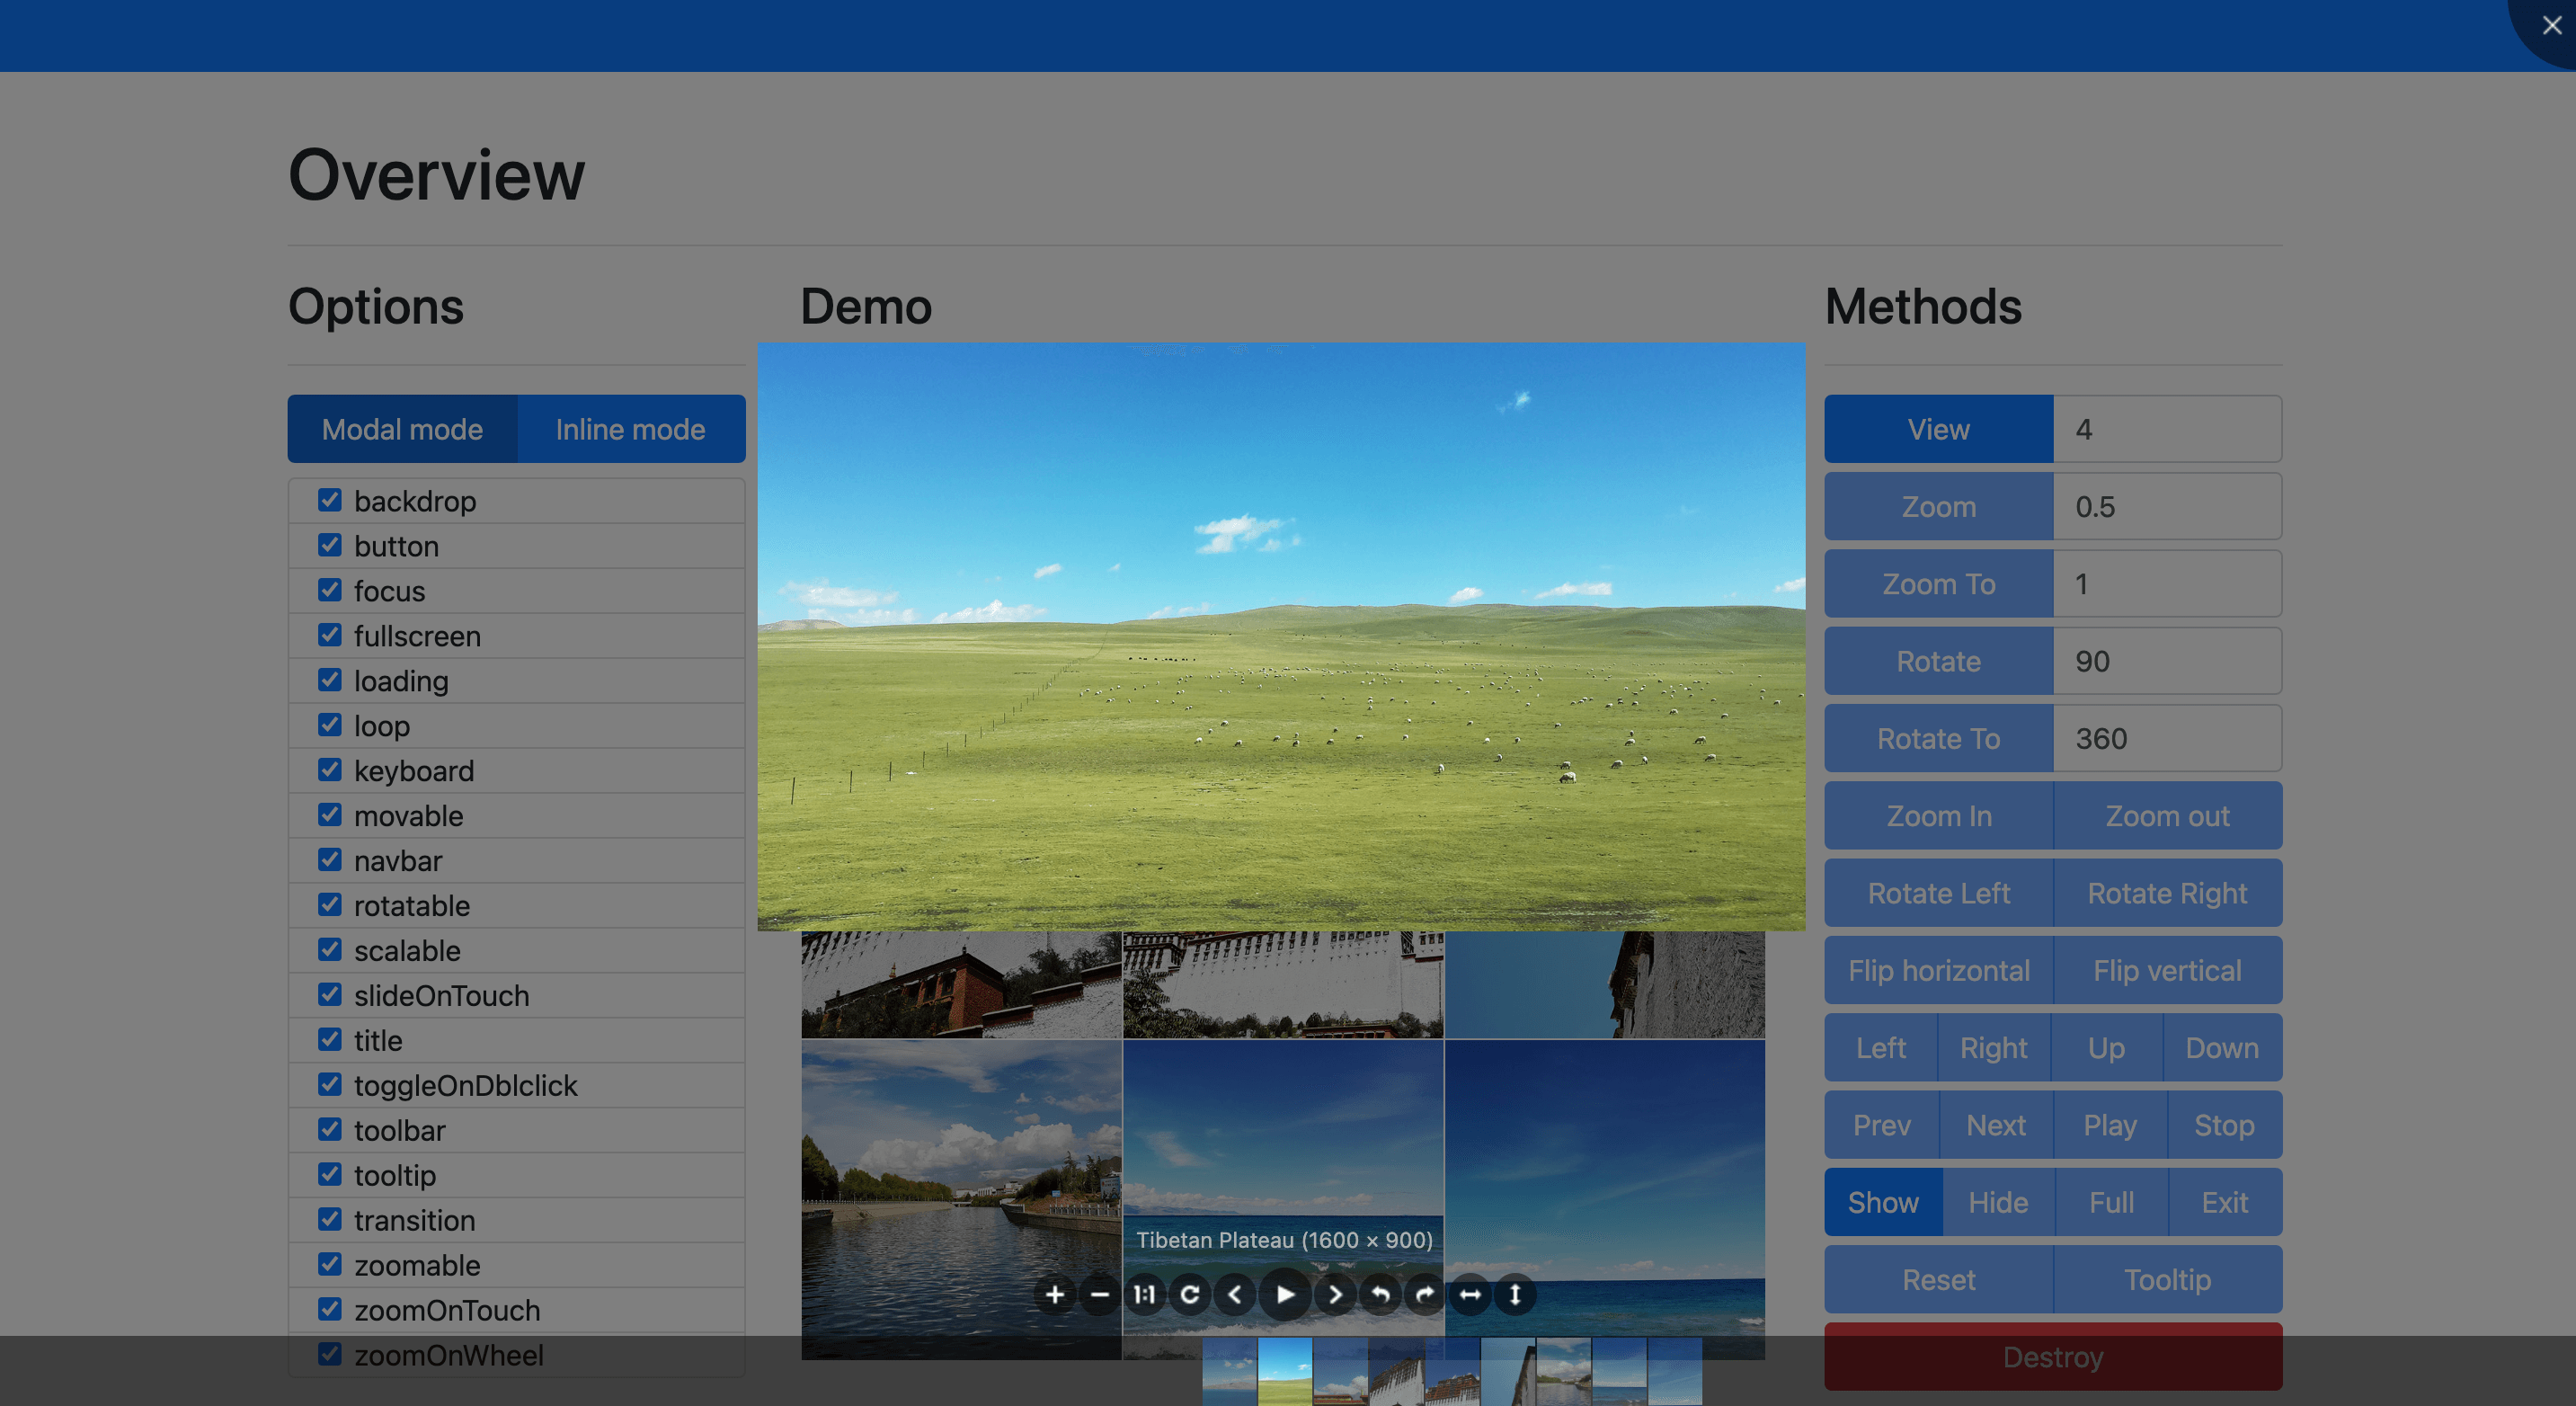 Overview
Options
Modal mode Inline mode
backdrop
button
focus
fullscreen
loading
loop
keyboard
movable
navbar
rotatable
scalable
slideOnTouch
title
toggleOnDblclick
toolbar
tooltip
transition
zoomable
zoomOnTouch
zoomOnWheel
Demo
Tibetan Plateau (1600 × 900)
1:1
Methods
View 4
Zoom 0.5
Zoom To 1
Rotate 90
Rotate To 360
Zoom In Zoom out
Rotate Left Rotate Right
Flip horizontal Flip vertical
Left Right Up Down
Prev Next Play Stop
Show Hide Full Exit
Reset Tooltip
Destroy